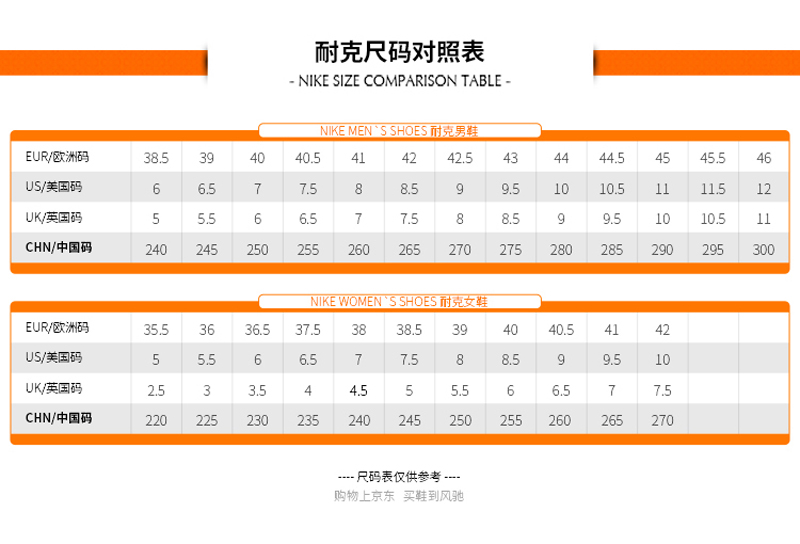 耐克尺码对照表
- NIKE SIZE COMPARISON TABLE -
NIKE MEN`S SHOES 耐克男鞋
EUR/欧洲码 38.5 39 40 40.5 41 42 42.5 43 44 44.5 45 45.5 46
US/美国码 6 6.5 7 7.5 8 8.5 9 9.5 10 10.5 11 11.5 12
UK/英国码 5 5.5 6 6.5 7 7.5 8 8.5 9 9.5 10 10.5 11
CHN/中国码 240 245 250 255 260 265 270 275 280 285 290 295 300
NIKE WOMEN`S SHOES 耐克女鞋
EUR/欧洲码 35.5 36 36.5 37.5 38 38.5 39 40 40.5 41 42
US/美国码 5 5.5 6 6.5 7 7.5 8 8.5 9 9.5 10
UK/英国码 2.5 3 3.5 4 4.5 5 5.5 6 6.5 7 7.5
CHN/中国码 220 225 230 235 240 245 250 255 260 265 270
---- 尺码表仅供参考 ----
购物上京东 买鞋到风驰